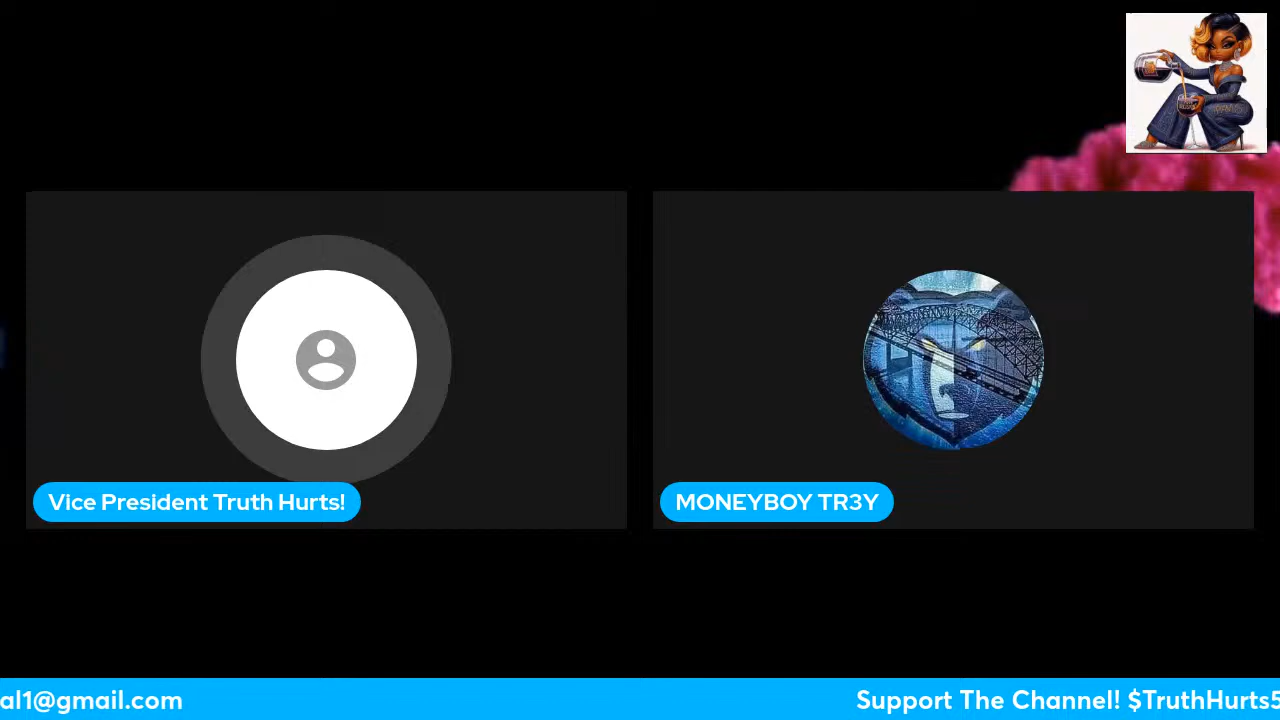 Vice President Truth Hurts!
MONEYBOY TR3Y
al1@gmail.com
Support The Channel! $TruthHurts5